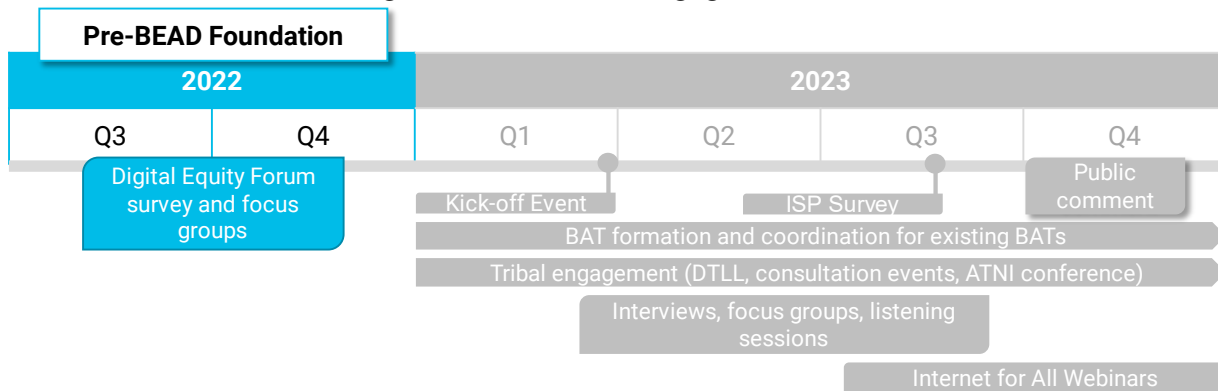 Pre-BEAD Foundation
2022
2023
Q3
Q4
Q1
Q2
Q3
Q4
Digital Equity Forum
survey and focus
groups
Kick-off Event
ISP Survey
Public
comment
BAT formation and coordination for existing BATs
Tribal engagement (DTLL, consultation events, ATNI conference)
Interviews, focus groups, listening
sessions
Internet for All Webinars